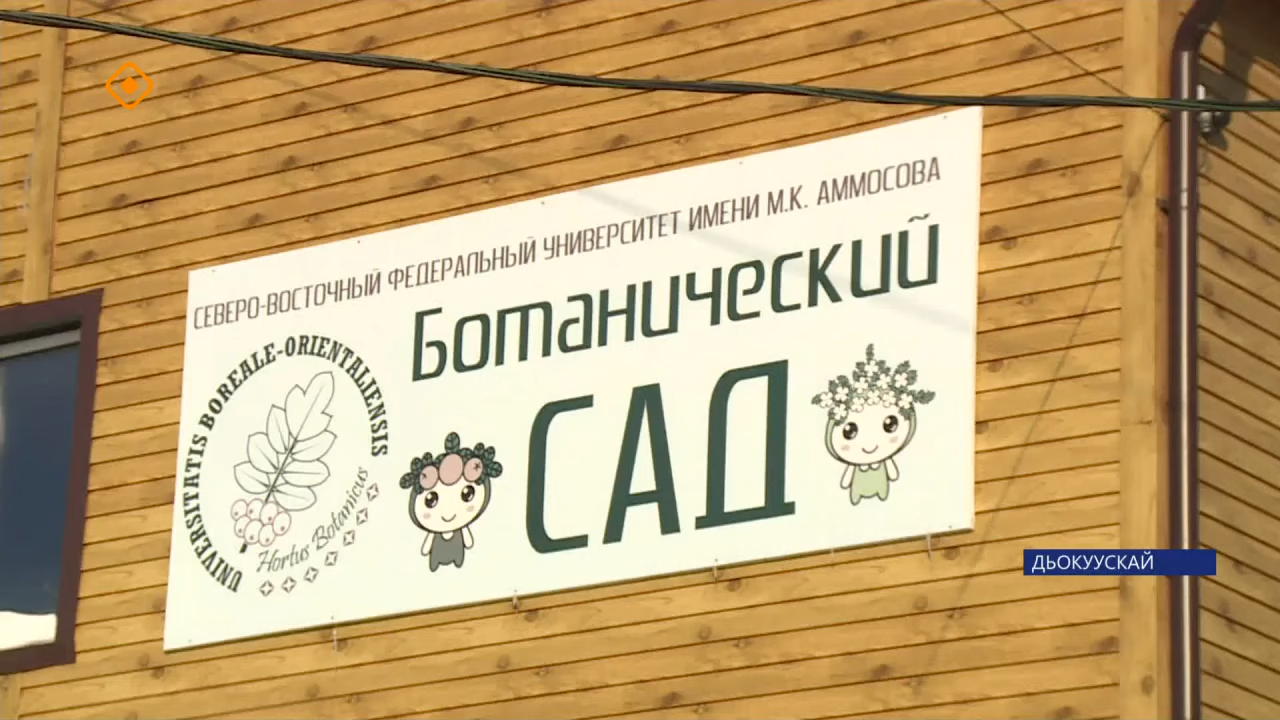 СЕВЕРО-ВОСТОЧНЫЙ ФЕДЕРАЛЬНЫЙ УНИВЕРСИТЕТ ИМЕНИ М.К. АММОСОВА
Ботанический
САД
UNIVERSITATIS BOREALE-ORIENTALIENSIS
Hortus Botanicus
ДЬОКУУСКАЙ